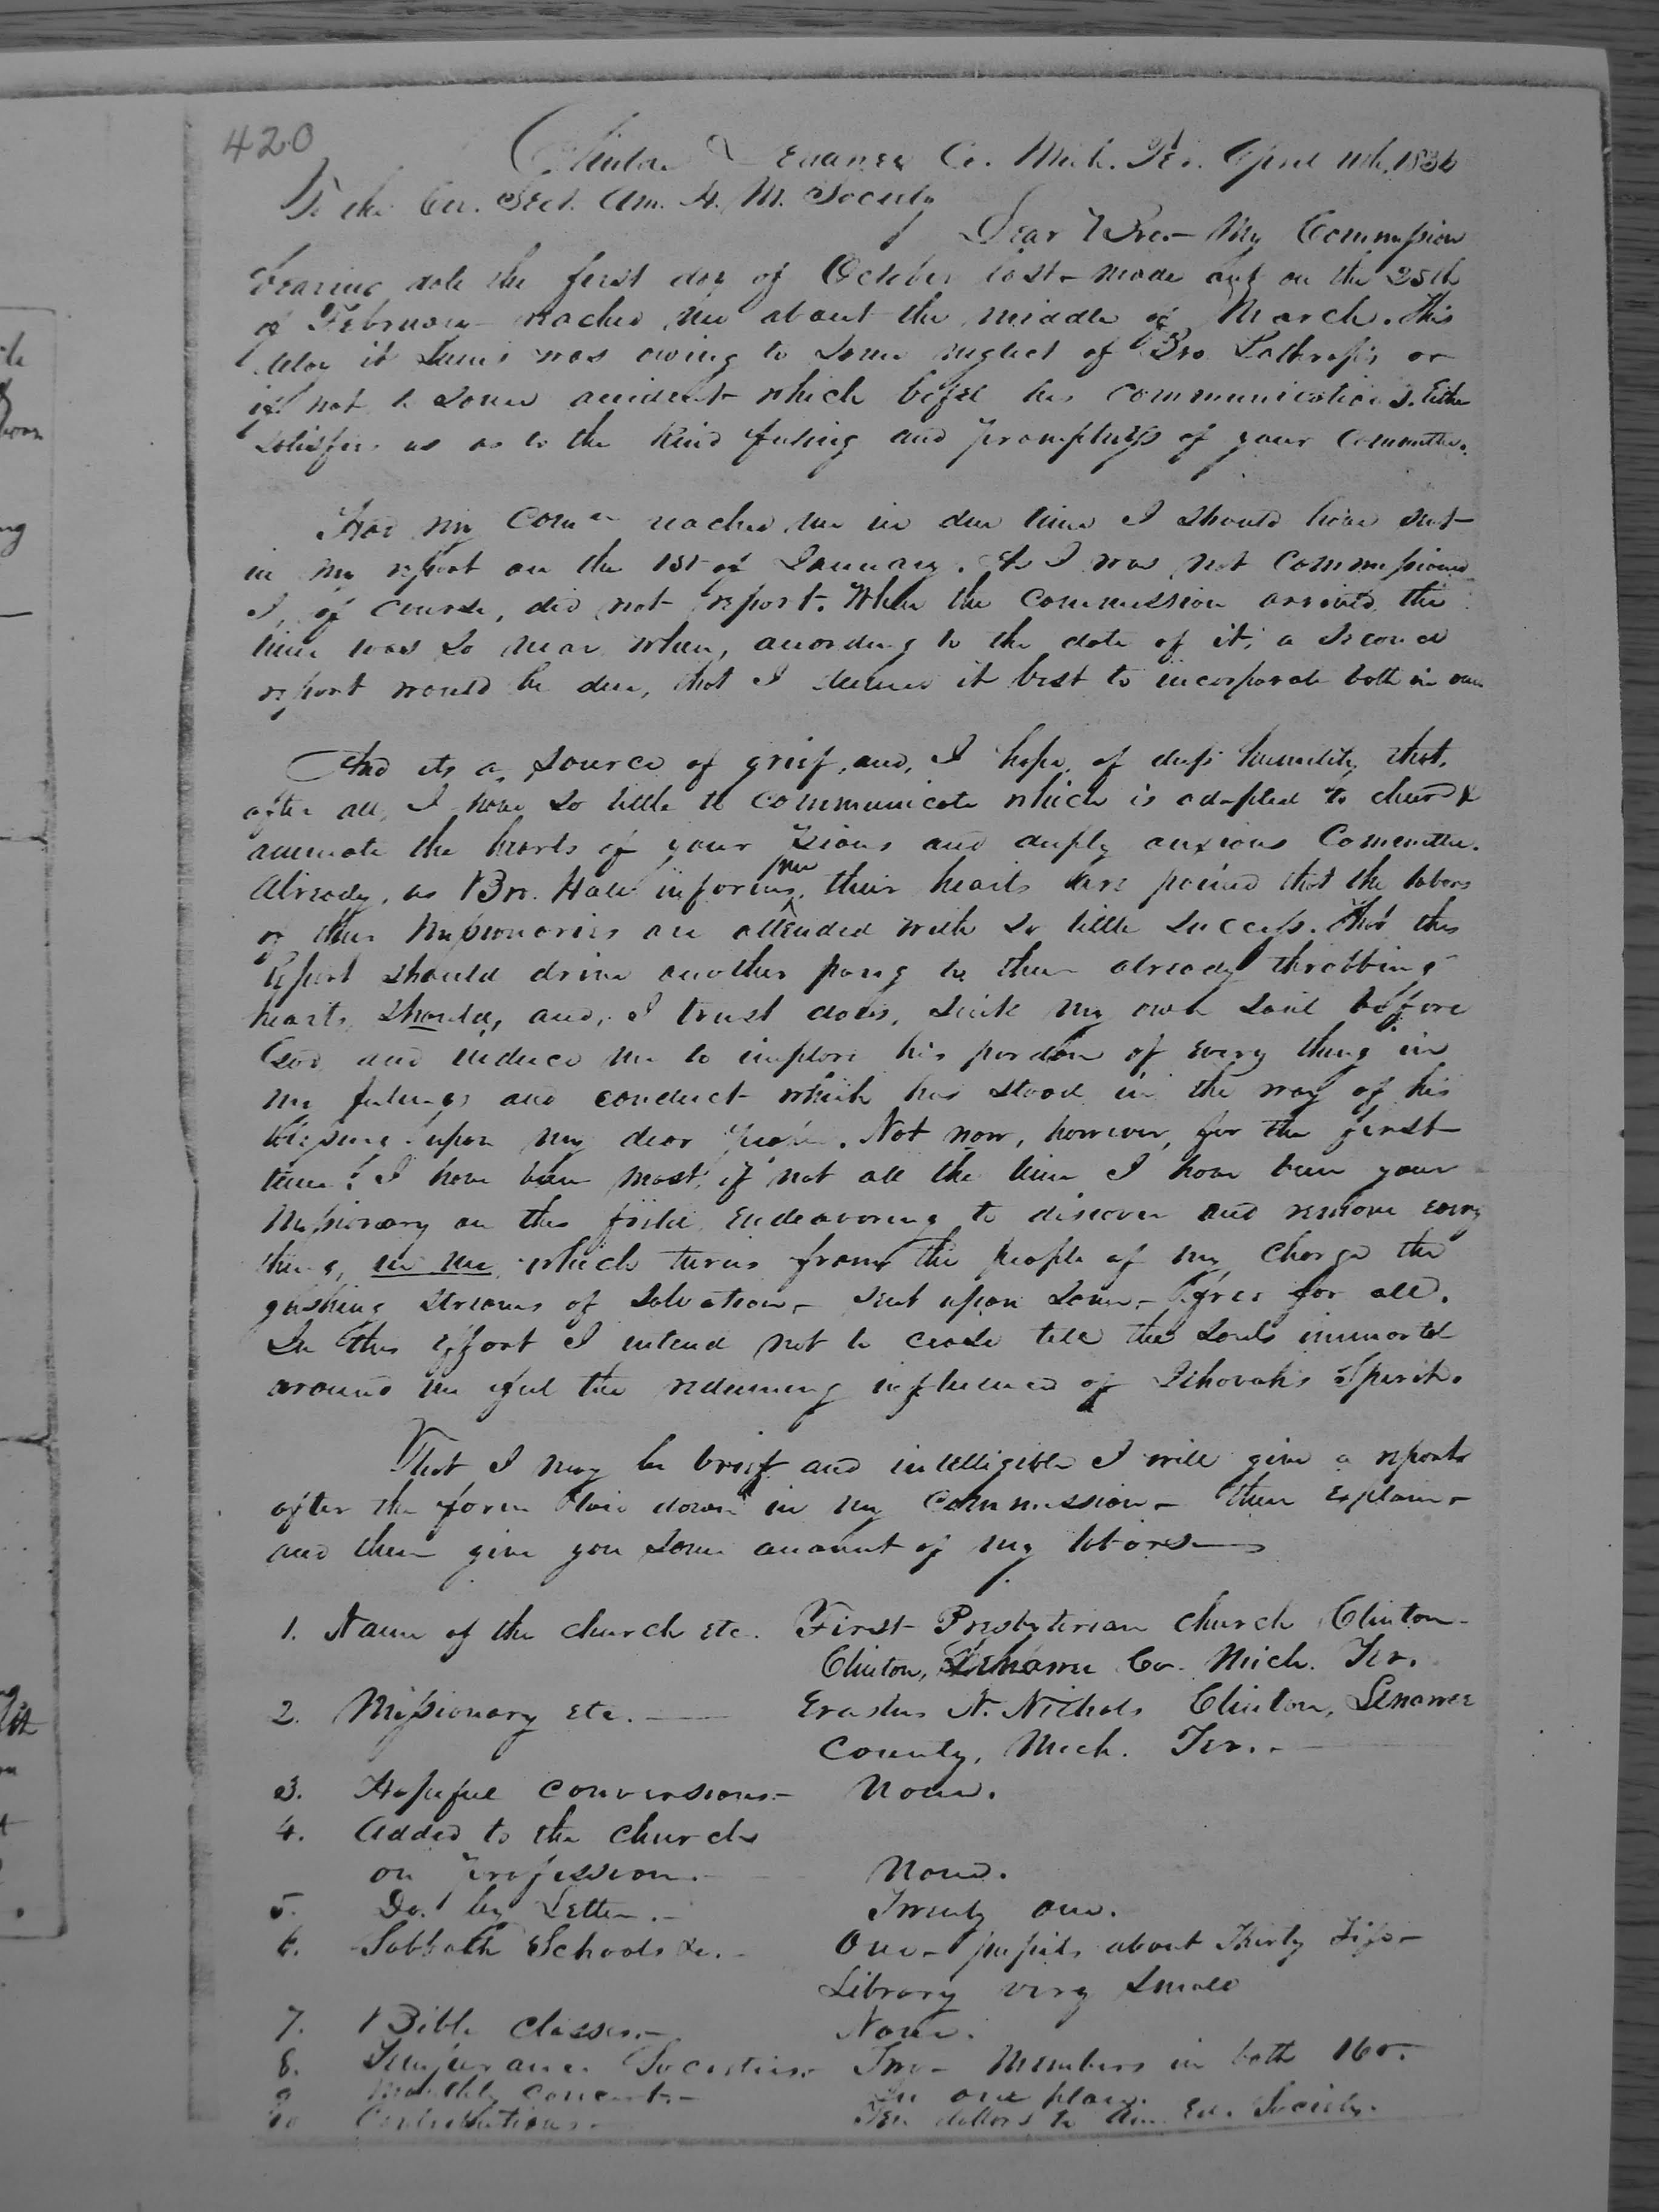 420
Clinton Lenawee Co. Mich. Ter. April 11th, 1836
To the Cor. Sect. Am. H. M. Society
Dear Bro. - My Commission
bearing date the first day of October last - made out on the 25th
of February reached me about the middle of March. This
delay it seems was owing to some neglect of Bro. Lathrop's or
if not to some accident which befel his communications. Either
satisfies us as to the kind feeling and promptness of your Committee.
Had my Comn reached me in due time I should have sent
in my report on the 1st of January. As I was not commissioned
I, of course, did not report. When the Commission arrived the
time was so near when, according to the date of it, a second
report would be due, that I deemed it best to incorporate both in one
And its a source of grief, and, I hope, of deep humility, that,
after all, I have so little to communicate which is adapted to cheer &
animate the hearts of your pious and deeply anxious Committee.
Already, as Bro. Hale informs me, their hearts are pained that the labors
of their Missionaries are attended with so little success. That this
Report should drive another pang to their already throbbing
hearts, should, and, I trust does, sink my own soul before
God and induce me to implore his pardon of every thing in
my feelings and conduct which has stood in the way of his
blessing upon my dear people. Not now, however, for the first
time! I have been most, if not all the time I have been your
Missionary on this field, endeavoring to discover and remove every
thing, in me, which turns from the people of my charge the
gushing streams of salvation, - sent upon some, - free for all.
In this effort I intend not to cease till the souls immortal
around me feel the redeeming influence of Jehovah's Spirit.
That I may be brief and intelligible I will give a report
after the form laid down in my Commission - then explain -
and then give you some account of my labors -
1. Name of the church etc. First Presbyterian church Clinton -
Clinton, Lenawee Co. Mich. Ter.
2. Missionary etc. - Erastus N. Nichols Clinton, Lenawee
County, Mich. Ter. -
3. Hopeful conversions - None.
4. Added to the church
on profession. - None.
5. Do. by Letter. - Twenty one.
6. Sabbath Schools &c. - One - pupils about Thirty Five -
Library very small
7. Bible classes. - None.
8. Temperance Societies. Two - Members in both 160.
9 Monthly concert. - In one place.
10 Contributions - Ten dollars to Am. Ed. Society.